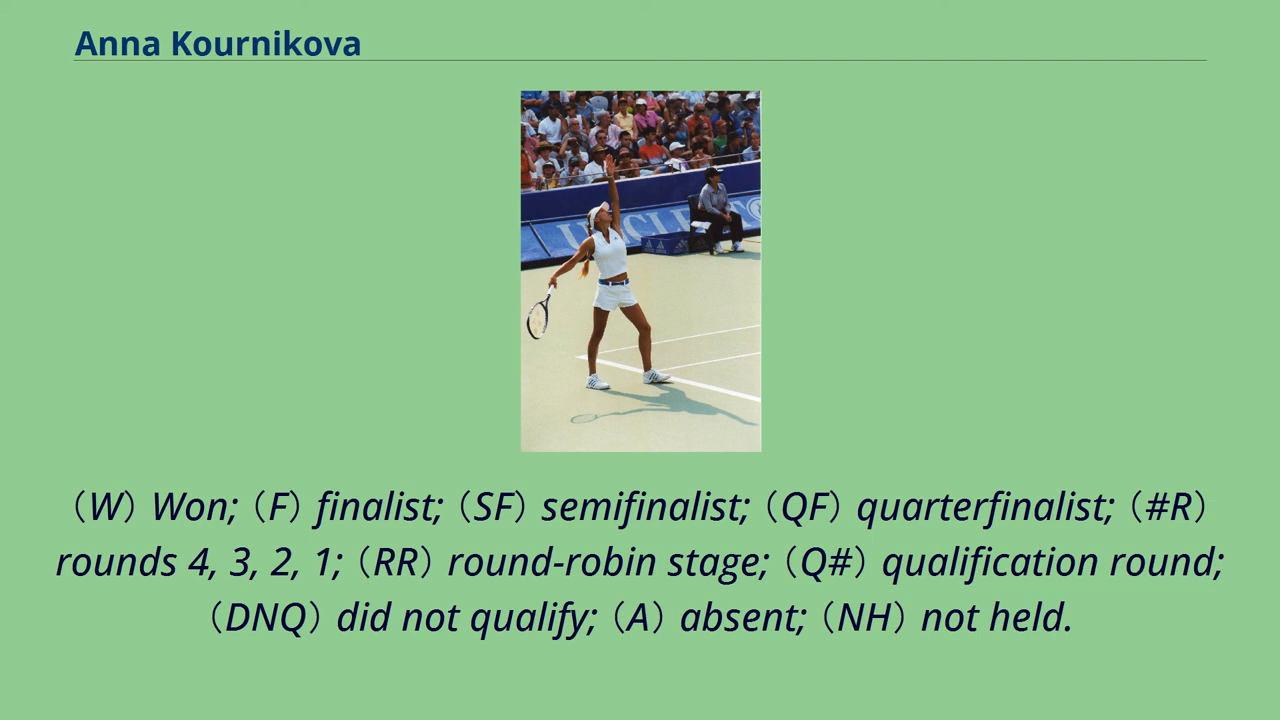 Anna Kournikova
(W) Won; (F) finalist; (SF) semifinalist; (QF) quarterfinalist; (#R)
rounds 4, 3, 2, 1; (RR) round-robin stage; (Q#) qualification round;
(DNQ) did not qualify; (A) absent; (NH) not held.